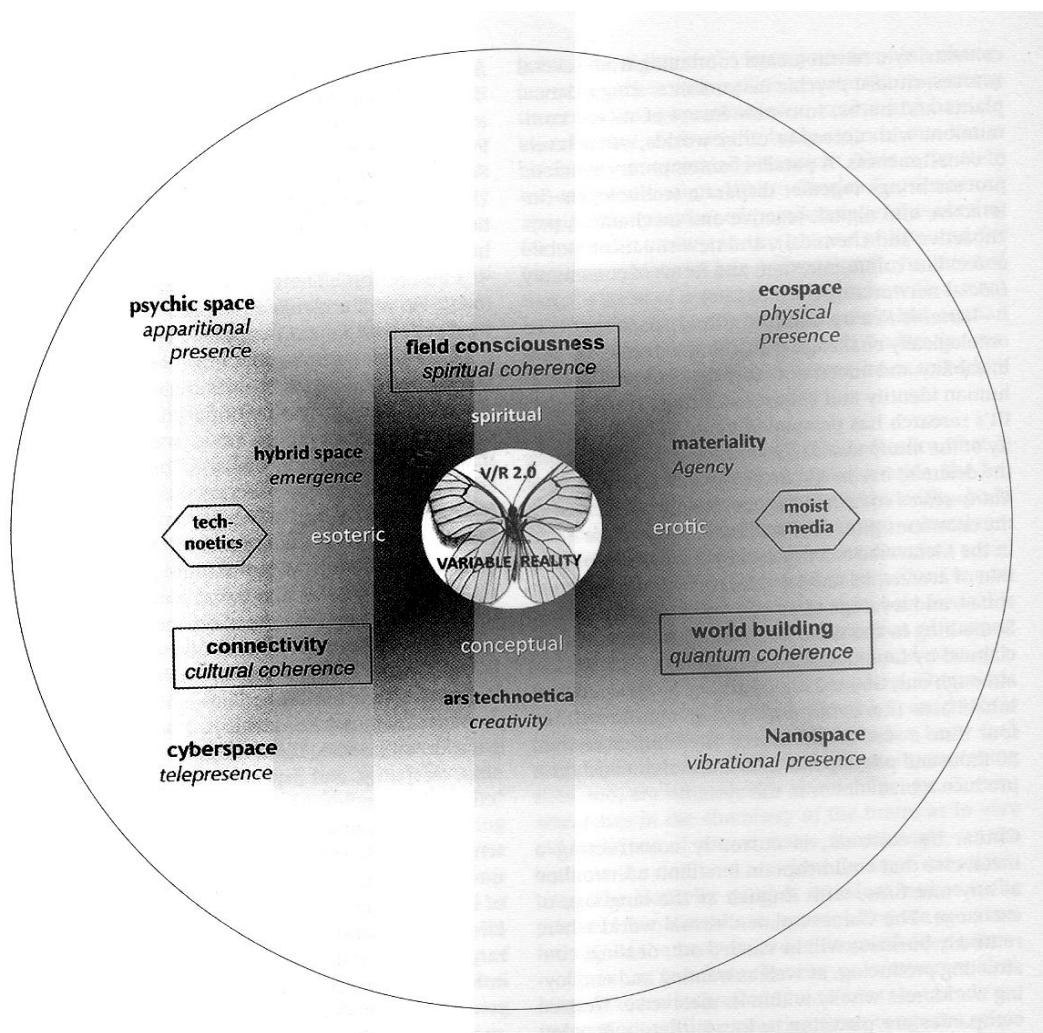 psychic space
apparitional
presence
ecospace
physical
presence
field consciousness
spiritual coherence
spiritual
hybrid space
emergence
materiality
Agency
V/R 2.0
VARIABLE REALITY
tech-
noetics
esoteric
erotic
moist
media
connectivity
cultural coherence
conceptual
world building
quantum coherence
ars technoetica
creativity
cyberspace
telepresence
Nanospace
vibrational presence